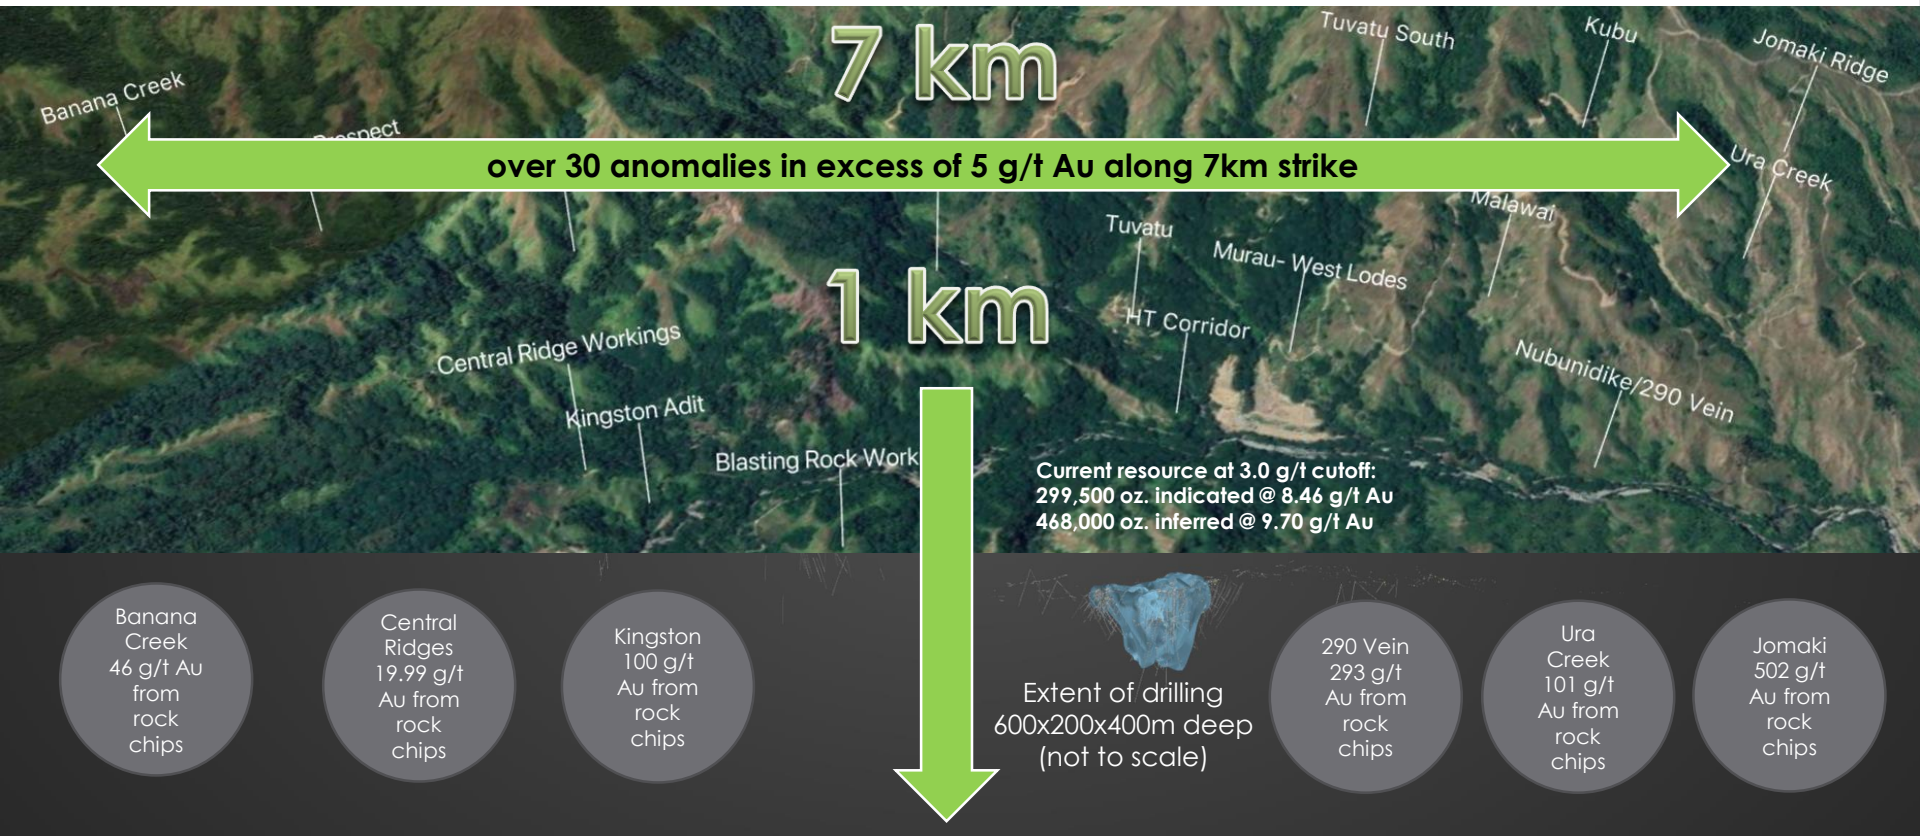 7 km
Tuvatu South
Kubu
Jomaki Ridge
Banana Creek
Prospect
over 30 anomalies in excess of 5 g/t Au along 7km strike
Ura Creek
Malawai
Tuvatu
Murau- West Lodes
1 km
HT Corridor
Central Ridge Workings
Nubunidike/290 Vein
Kingston Adit
Blasting Rock Work
Current resource at 3.0 g/t cutoff:
299,500 oz. indicated @ 8.46 g/t Au
468,000 oz. inferred @ 9.70 g/t Au
Banana
Creek
46 g/t Au
from
rock
chips
Central
Ridges
19.99 g/t
Au from
rock
chips
Kingston
100 g/t
Au from
rock
chips
Extent of drilling
600x200x400m deep
(not to scale)
290 Vein
293 g/t
Au from
rock
chips
Ura
Creek
101 g/t
Au from
rock
chips
Jomaki
502 g/t
Au from
rock
chips